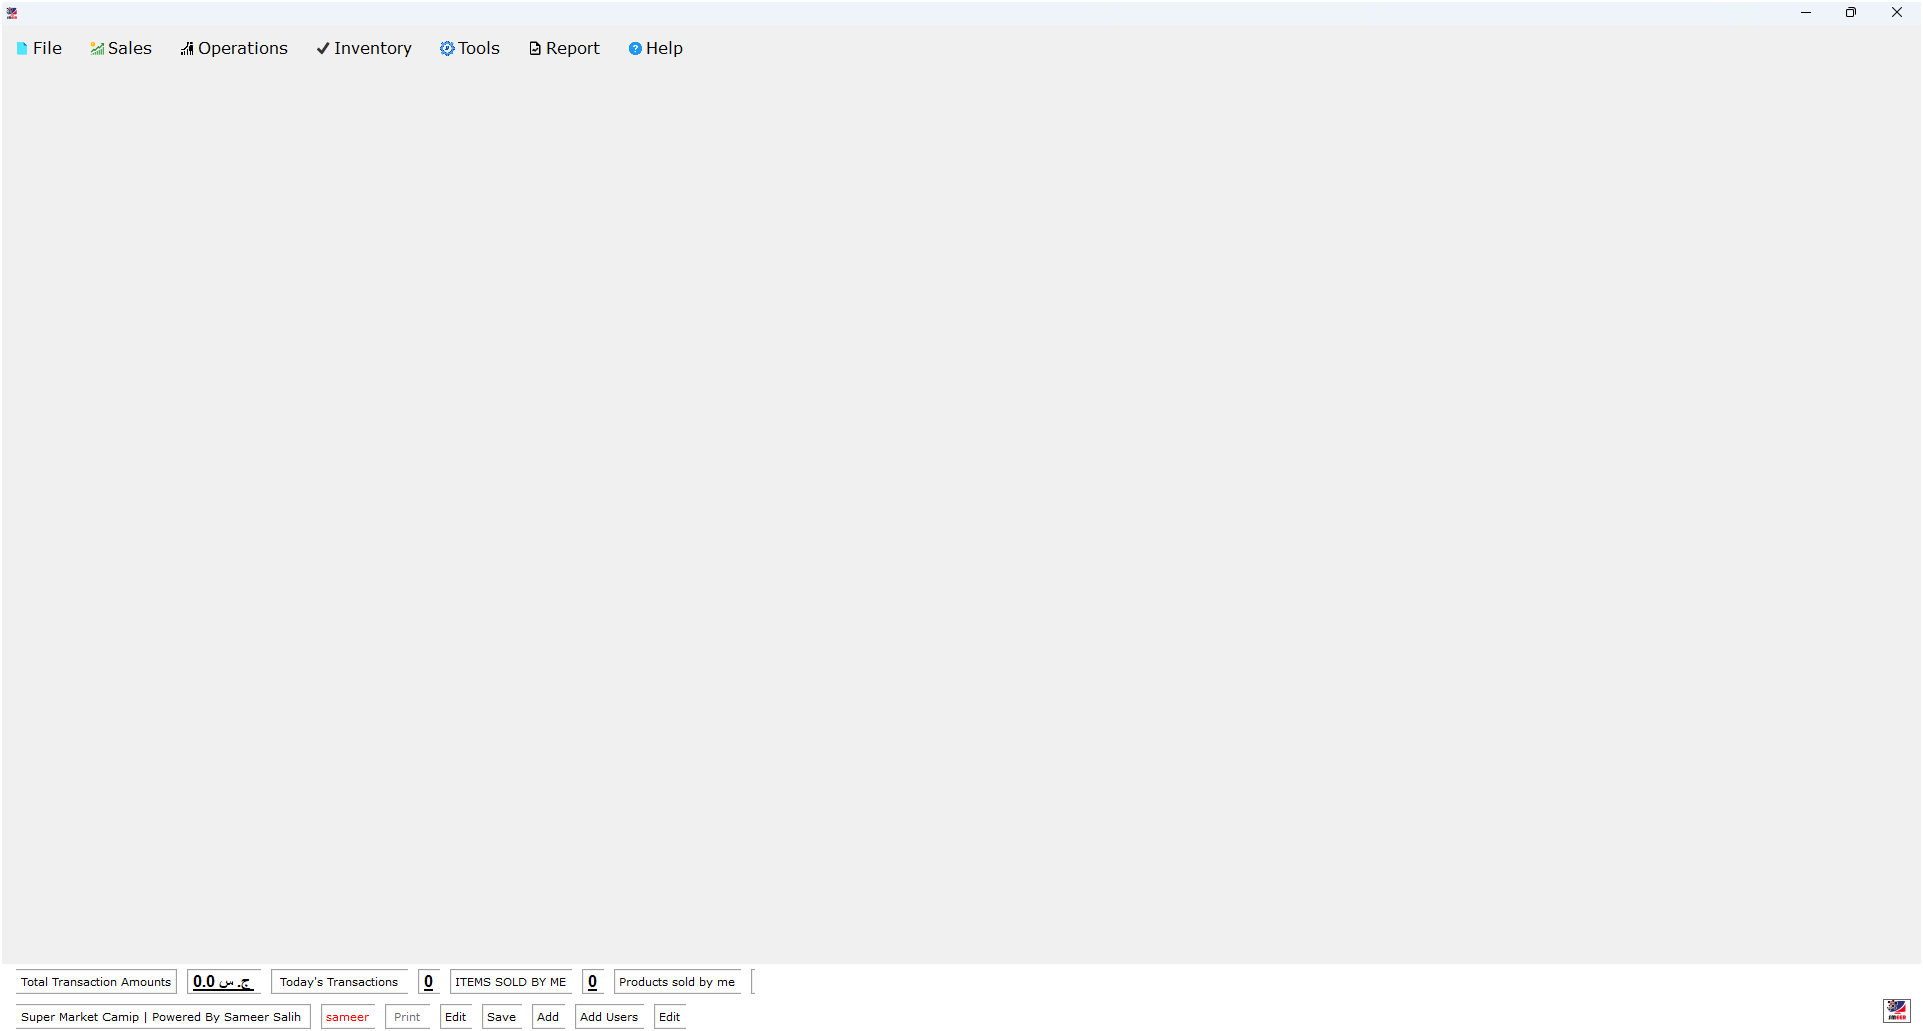 File Sales Operations Inventory Tools Report Help
Total Transaction Amounts ج. س 0.0 Today's Transactions 0 ITEMS SOLD BY ME 0 Products sold by me
Super Market Camip | Powered By Sameer Salih sameer Print Edit Save Add Add Users Edit